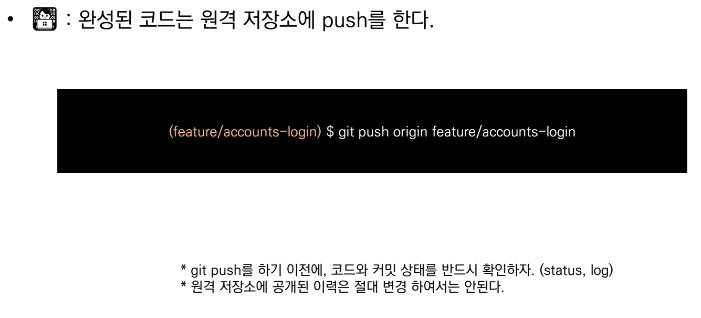 • : 완성된 코드는 원격 저장소에 push를 한다.
(feature/accounts-login) $ git push origin feature/accounts-login
* git push를 하기 이전에, 코드와 커밋 상태를 반드시 확인하자. (status, log)
* 원격 저장소에 공개된 이력은 절대 변경 하여서는 안된다.